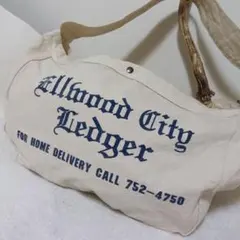 Ellwood City
Ledger
FOR HOME DELIVERY CALL 752-4750